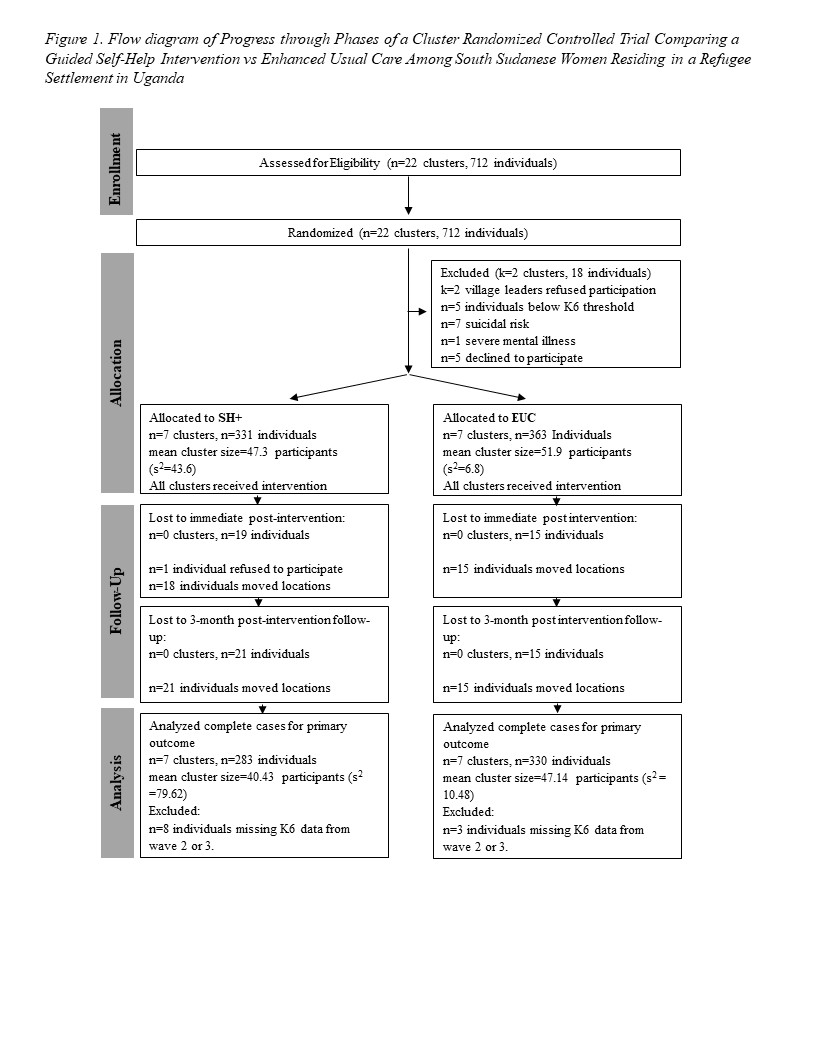 Figure 1. Flow diagram of Progress through Phases of a Cluster Randomized Controlled Trial Comparing a
Guided Self-Help Intervention vs Enhanced Usual Care Among South Sudanese Women Residing in a Refugee
Settlement in Uganda
Enrollment
Assessed for Eligibility (n=22 clusters, 712 individuals)
Randomized (n=22 clusters, 712 individuals)
Allocation
Excluded (k=2 clusters, 18 individuals)
k=2 village leaders refused participation
n=5 individuals below K6 threshold
n=7 suicidal risk
n=1 severe mental illness
n=5 declined to participate
Allocated to SH+
n=7 clusters, n=331 individuals
mean cluster size=47.3 participants
(s²=43.6)
All clusters received intervention
Allocated to EUC
n=7 clusters, n=363 Individuals
mean cluster size=51.9 participants
(s²=6.8)
All clusters received intervention
Follow-Up
Lost to immediate post-intervention:
n=0 clusters, n=19 individuals
n=1 individual refused to participate
n=18 individuals moved locations
Lost to immediate post intervention:
n=0 clusters, n=15 individuals
n=15 individuals moved locations
Lost to 3-month post-intervention follow-
up:
n=0 clusters, n=21 individuals
n=21 individuals moved locations
Lost to 3-month post intervention follow-
up:
n=0 clusters, n=15 individuals
n=15 individuals moved locations
Analysis
Analyzed complete cases for primary
outcome
n=7 clusters, n=283 individuals
mean cluster size=40.43 participants (s²
=79.62)
Excluded:
n=8 individuals missing K6 data from
wave 2 or 3.
Analyzed complete cases for primary
outcome
n=7 clusters, n=330 individuals
mean cluster size=47.14 participants (s² =
10.48)
Excluded:
n=3 individuals missing K6 data from
wave 2 or 3.